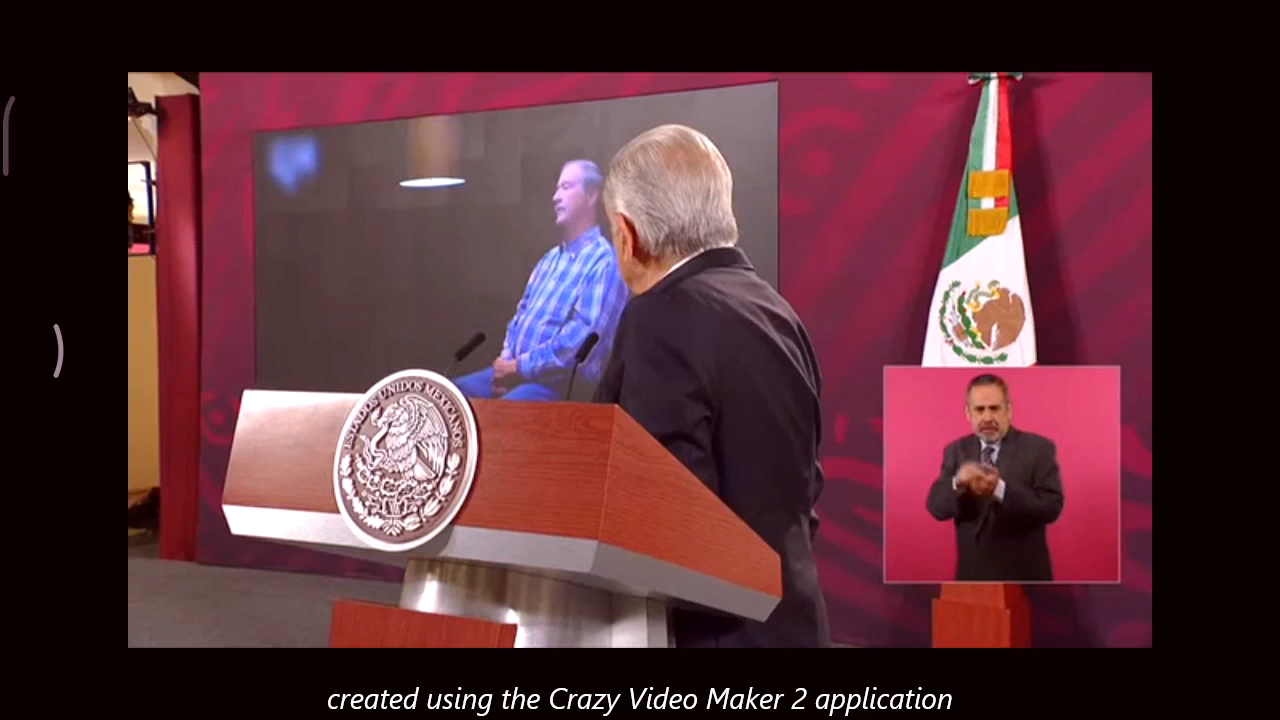 ESTADOS UNIDOS MEXICANOS
created using the Crazy Video Maker 2 application